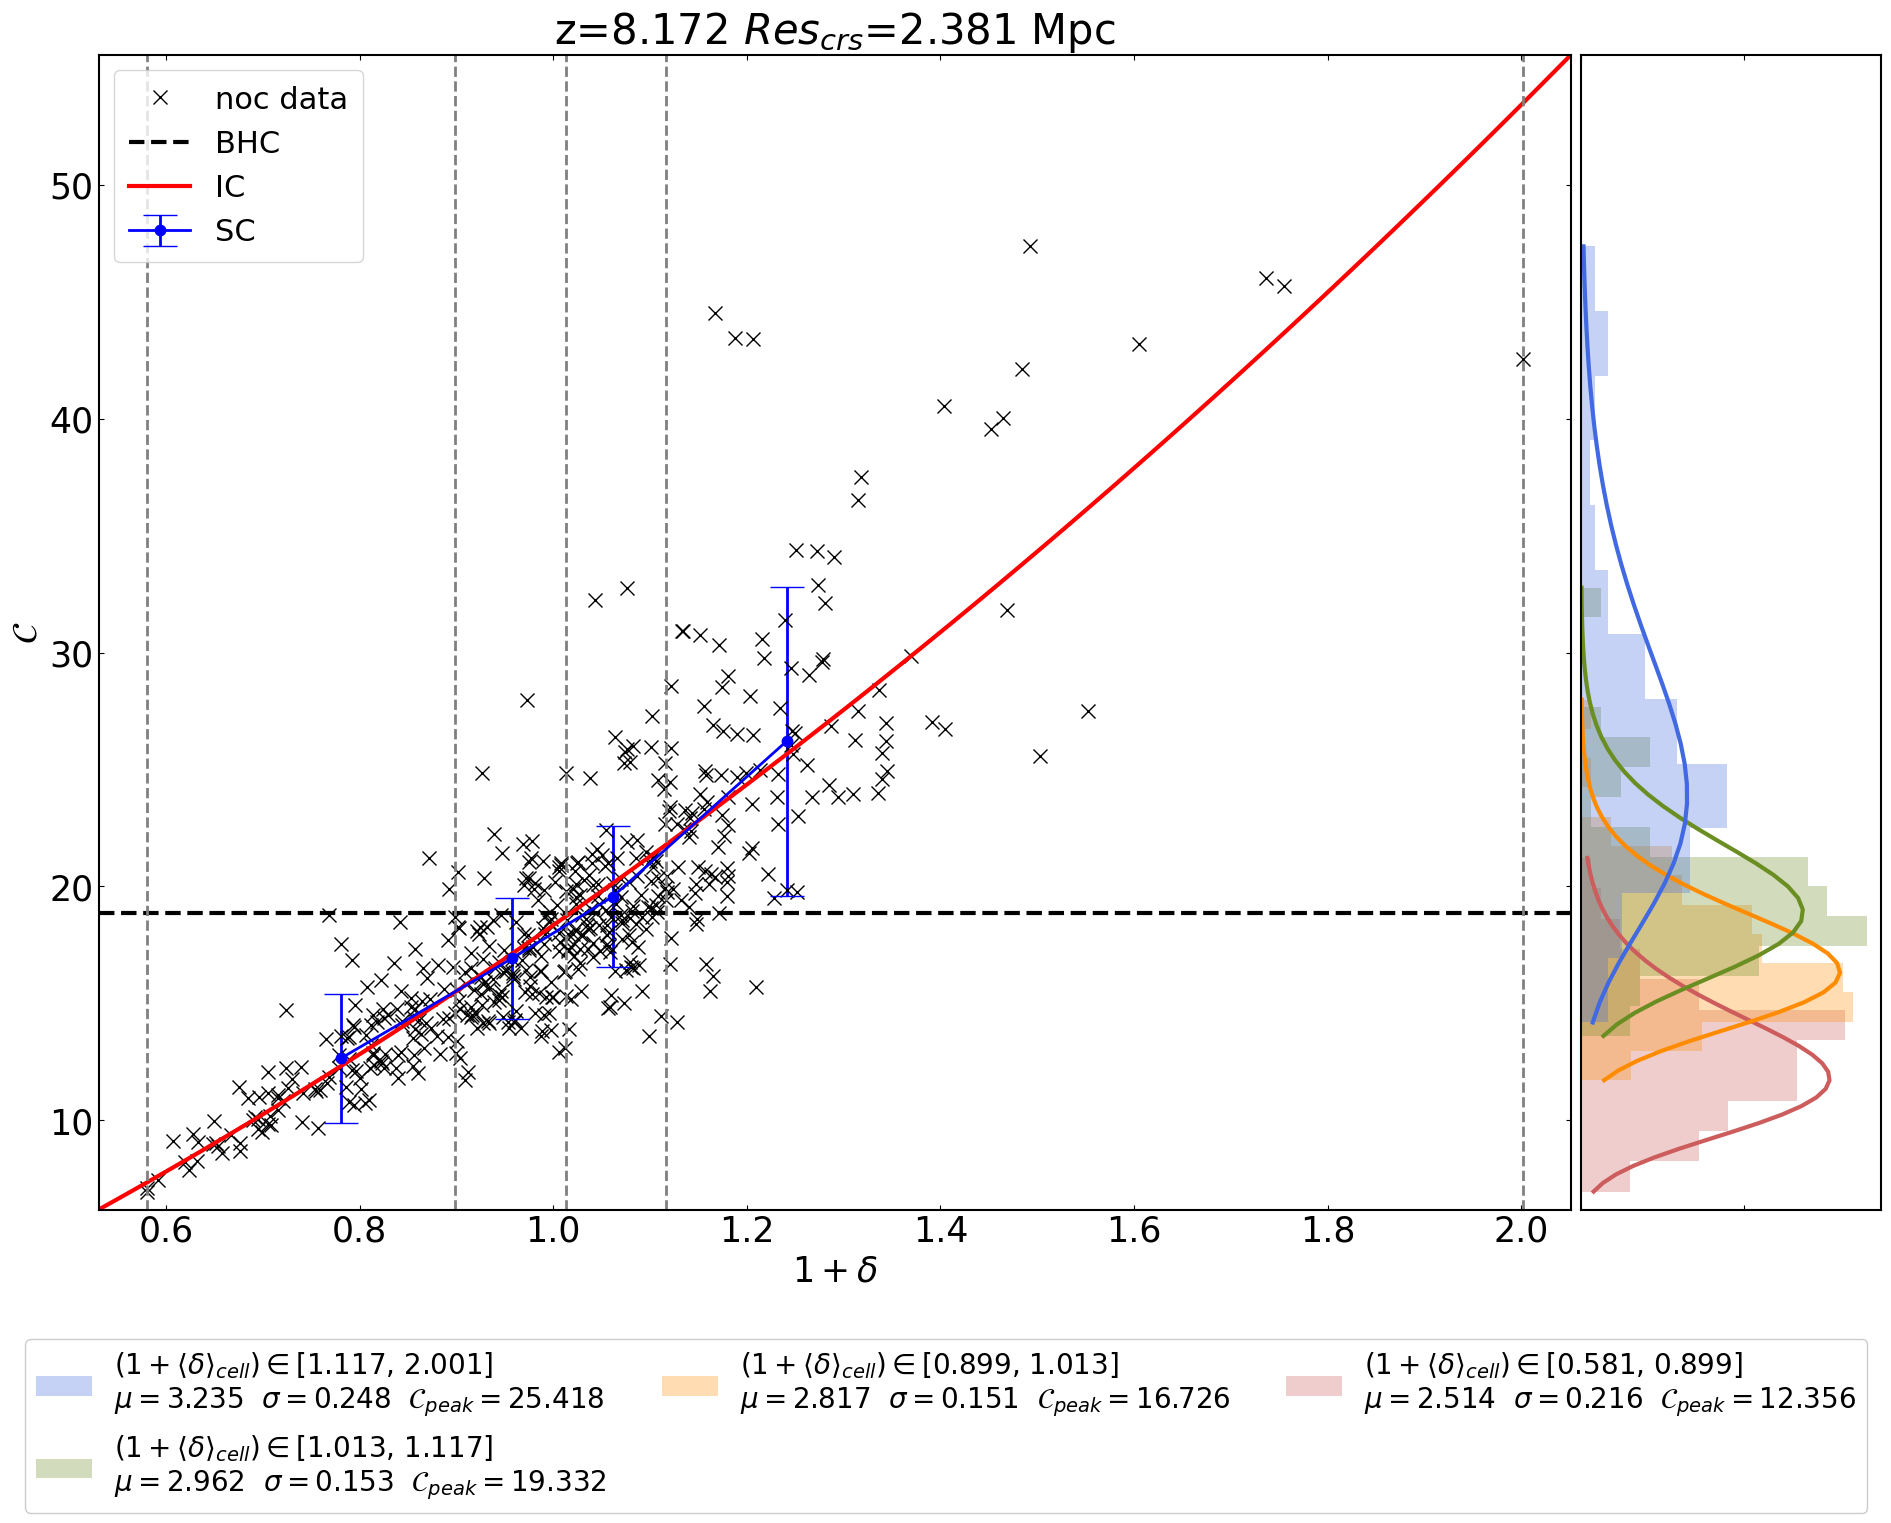 z=8.172 Res_crs=2.381 Mpc
noc data
BHC
IC
SC
50
40
30
20
10
𝒞
0.6 0.8 1.0 1.2 1.4 1.6 1.8 2.0
1 + δ
(1 + ⟨δ⟩_cell) ∈ [1.117, 2.001]
μ = 3.235 σ = 0.248 𝒞_peak = 25.418
(1 + ⟨δ⟩_cell) ∈ [1.013, 1.117]
μ = 2.962 σ = 0.153 𝒞_peak = 19.332
(1 + ⟨δ⟩_cell) ∈ [0.899, 1.013]
μ = 2.817 σ = 0.151 𝒞_peak = 16.726
(1 + ⟨δ⟩_cell) ∈ [0.581, 0.899]
μ = 2.514 σ = 0.216 𝒞_peak = 12.356